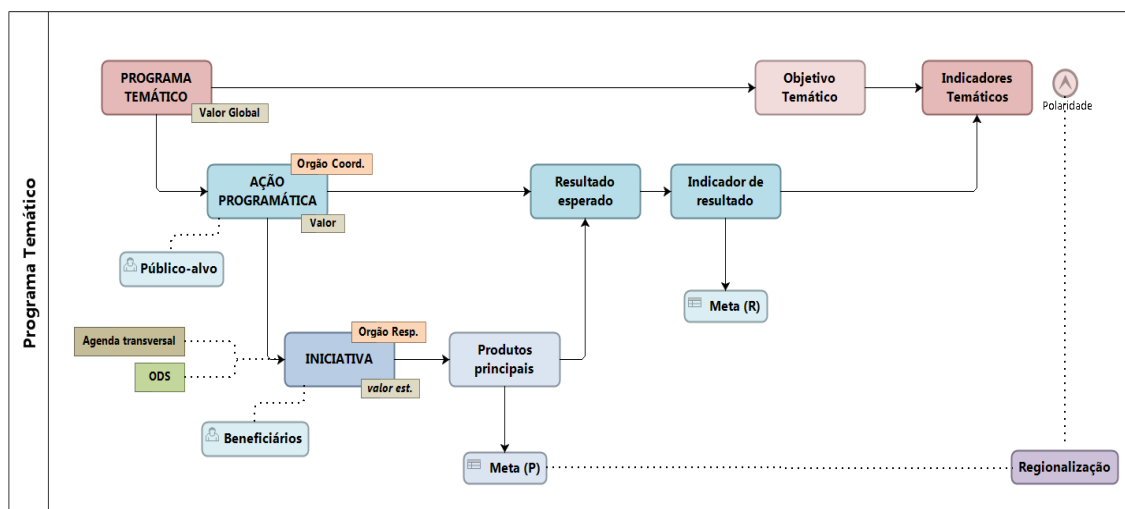 Programa Temático
PROGRAMA
TEMÁTICO
Valor Global
Objetivo
Temático
Indicadores
Temáticos
Polaridade
Orgão Coord.
AÇÃO
PROGRAMÁTICA
Valor
Resultado
esperado
Indicador de
resultado
Público-alvo
Meta (R)
Agenda transversal
ODS
Orgão Resp.
INICIATIVA
valor est.
Produtos
principais
Beneficiários
Meta (P)
Regionalização